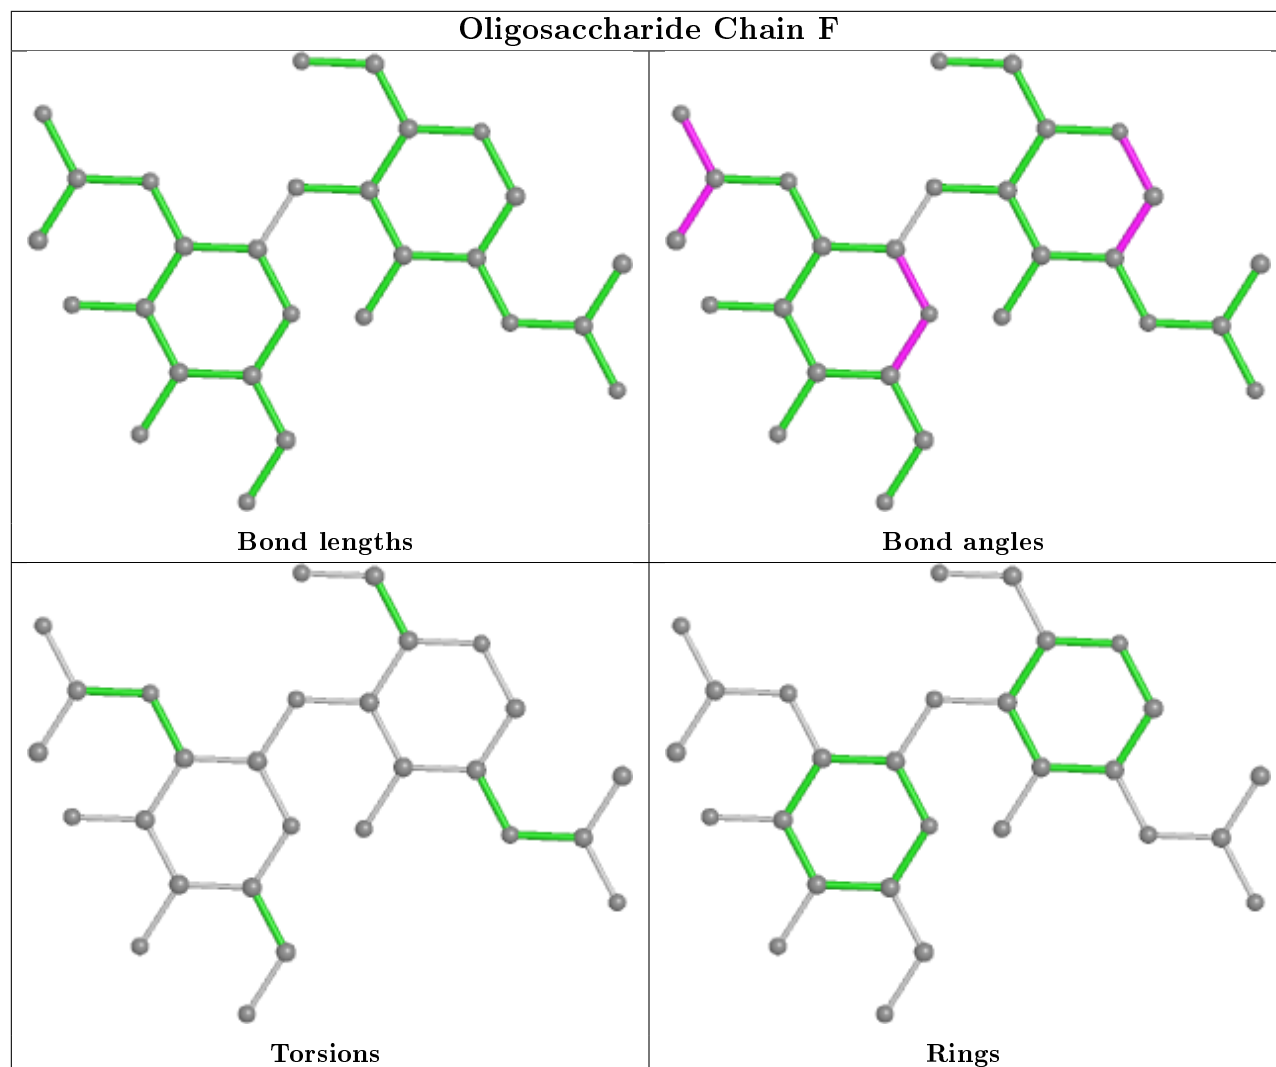 Oligosaccharide Chain F
Bond lengths
Bond angles
Torsions
Rings